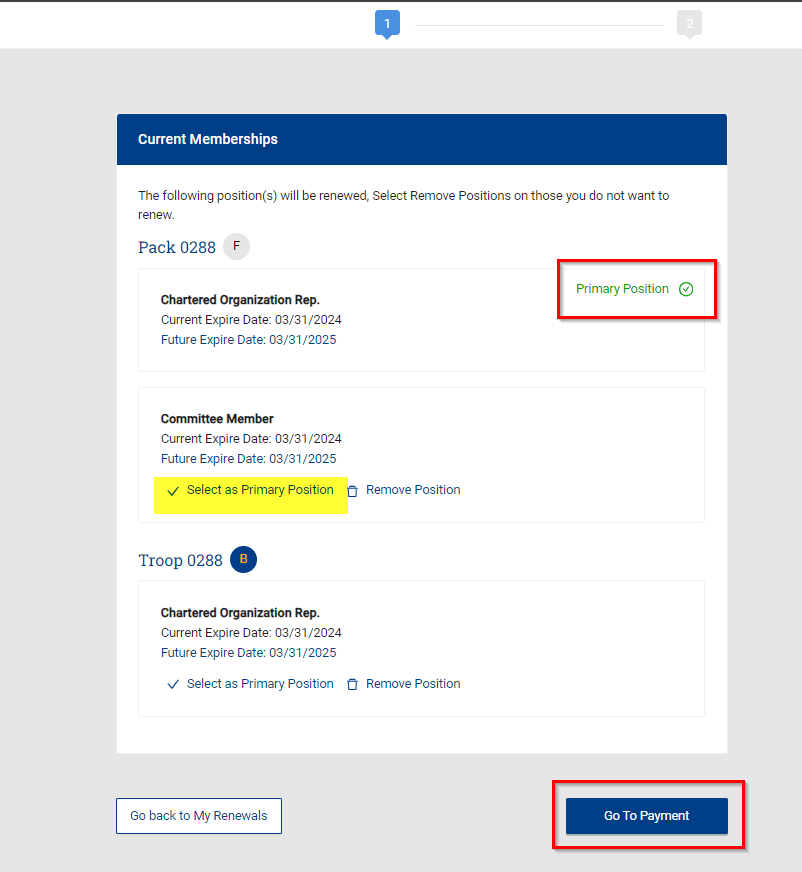 1
2
Current Memberships
The following position(s) will be renewed, Select Remove Positions on those you do not want to
renew.
Pack 0288 F
Primary Position
Chartered Organization Rep.
Current Expire Date: 03/31/2024
Future Expire Date: 03/31/2025
Committee Member
Current Expire Date: 03/31/2024
Future Expire Date: 03/31/2025
Select as Primary Position Remove Position
Troop 0288 B
Chartered Organization Rep.
Current Expire Date: 03/31/2024
Future Expire Date: 03/31/2025
Select as Primary Position Remove Position
Go back to My Renewals
Go To Payment